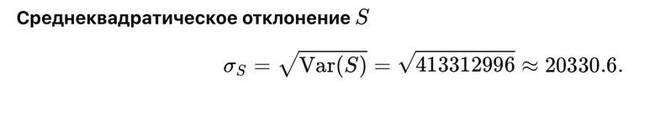 Среднеквадратическое отклонение S
σ_S = √Var(S) = √413312996 ≈ 20330.6.